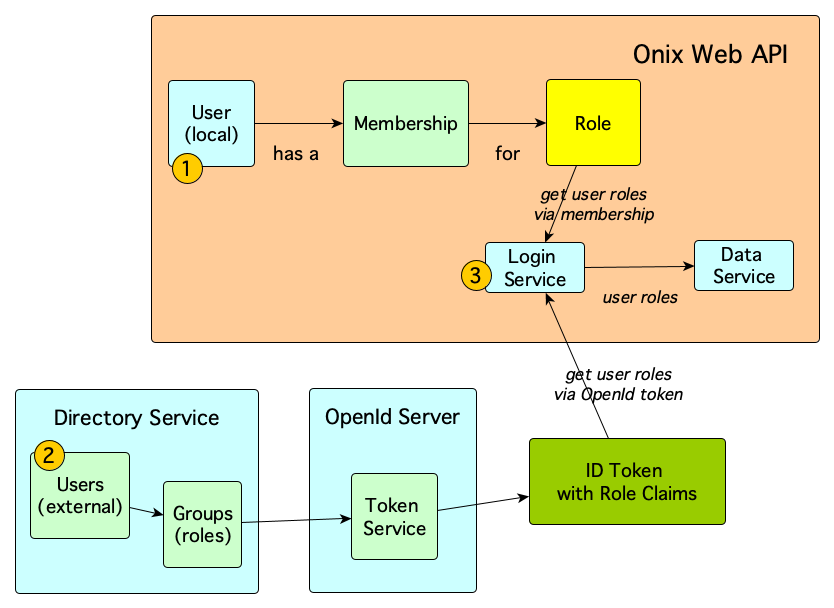 Onix Web API
User
(local)
1
has a
Membership
for
Role
get user roles
via membership
3
Login
Service
user roles
Data
Service
get user roles
via OpenId token
Directory Service
2
Users
(external)
Groups
(roles)
OpenId Server
Token
Service
ID Token
with Role Claims